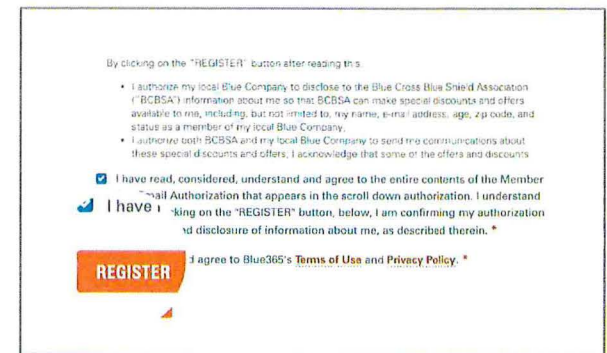 By clicking on the "REGISTER" button after reading this
• I authorize my local Blue Company to disclose to the Blue Cross Blue Shield Association
("BCBSA") information about me so that BCBSA can make special discounts and offers
available to me, including, but not limited to, my name, e-mail address, age, zip code, and
status as a member of my local Blue Company.
• I authorize both BCBSA and my local Blue Company to send me communications about
these special discounts and offers. I acknowledge that some of the offers and discounts
I have read, considered, understand and agree to the entire contents of the Member
Email Authorization that appears in the scroll down authorization. I understand
I have
king on the "REGISTER" button, below, I am confirming my authorization
nd disclosure of information about me, as described therein. *
d agree to Blue365's Terms of Use and Privacy Policy. *
REGISTER